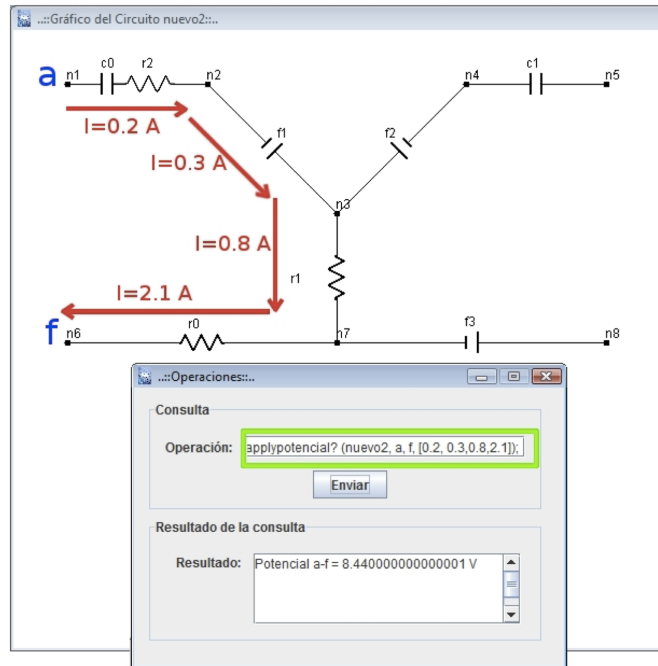 ..::Gráfico del Circuito nuevo2::..
a n1 c0 r2 n2 n4 c1 n5
I=0.2 A
f1 f2
I=0.3 A
n3
I=0.8 A
r1
I=2.1 A
f n6 r0 n7 f3 n8
..::Operaciones::..
Consulta
Operación: applypotencial? (nuevo2, a, f, [0.2, 0.3,0.8,2.1]);
Enviar
Resultado de la consulta
Resultado: Potencial a-f = 8.440000000000001 V